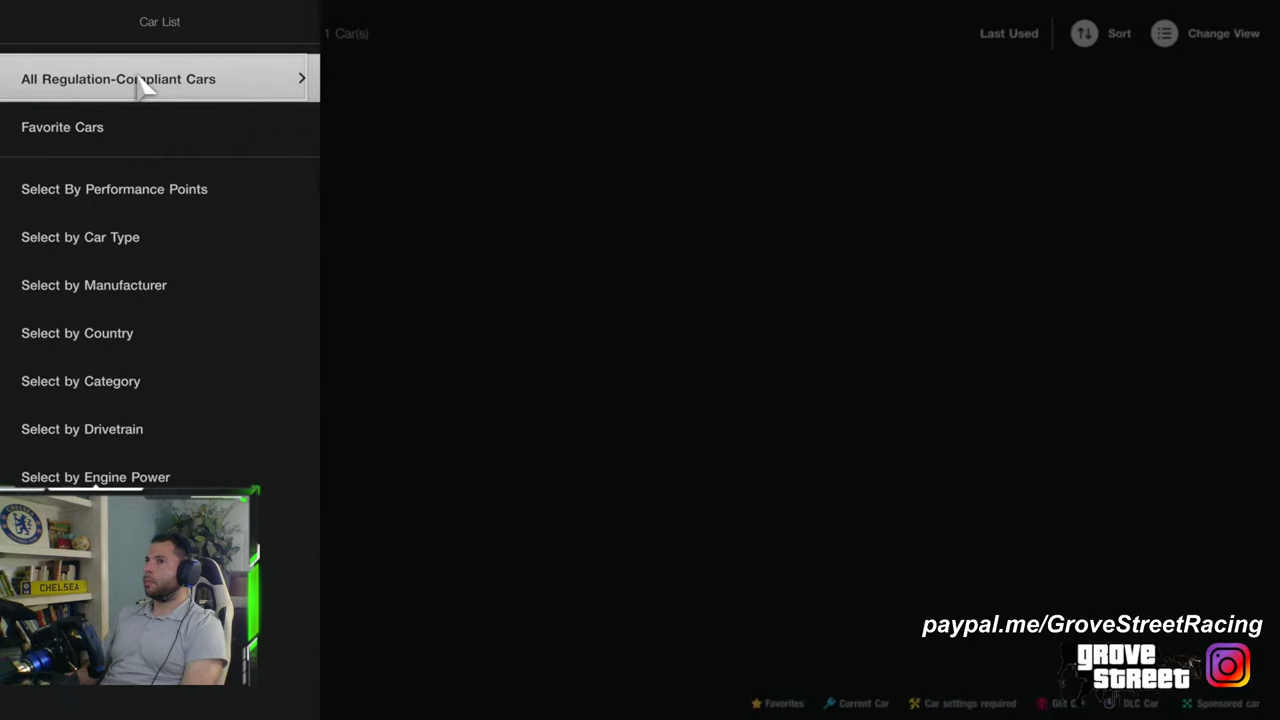 Car List
1 Car(s)
Last Used
Sort
Change View
All Regulation-Compliant Cars
Favorite Cars
Select By Performance Points
Select by Car Type
Select by Manufacturer
Select by Country
Select by Category
Select by Drivetrain
Select by Engine Power
CHELSEA
paypal.me/GroveStreetRacing
grove
street
Favorites
Current Car
Car settings required
DLC Car
Sponsored car